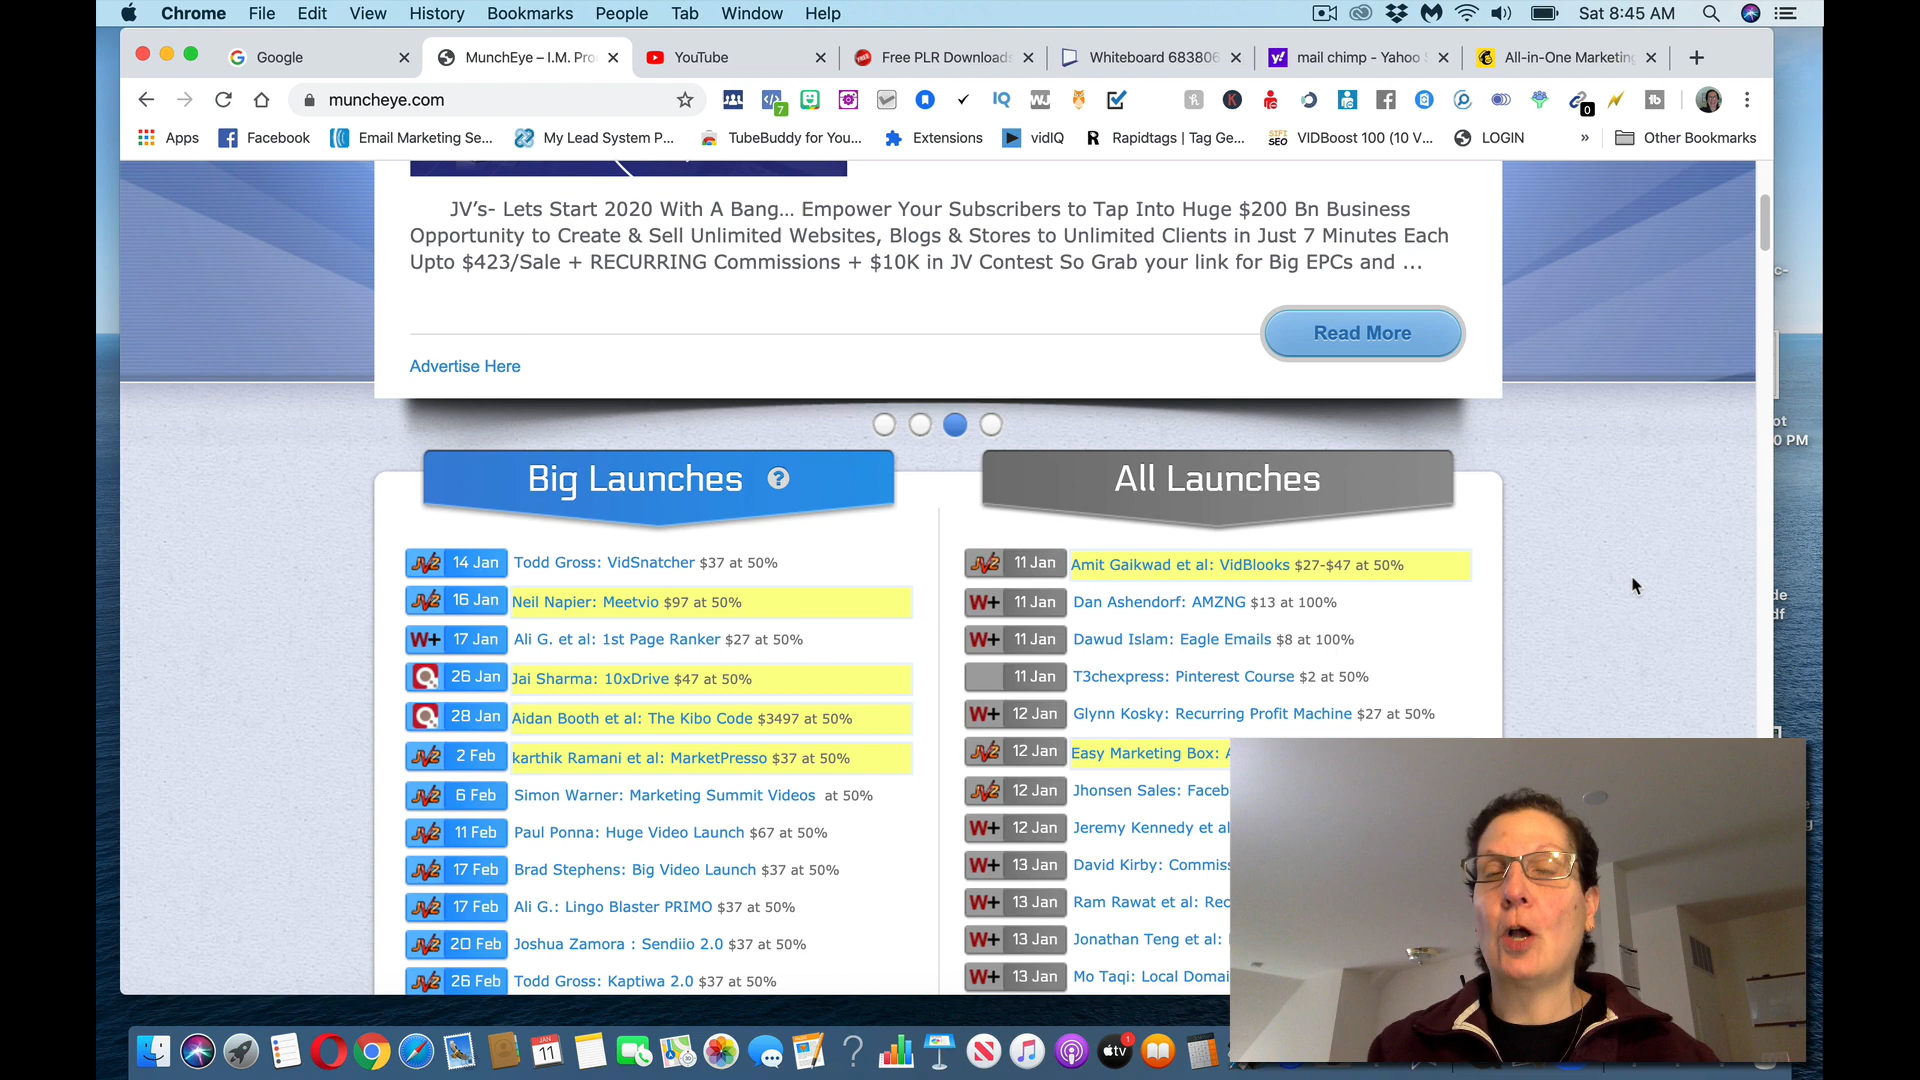 Chrome File Edit View History Bookmarks People Tab Window Help Sat 8:45 AM
Google MunchEye – I.M. Pro YouTube Free PLR Downloads Whiteboard 683806 mail chimp - Yahoo All-in-One Marketing
muncheye.com
Apps Facebook Email Marketing Se... My Lead System P... TubeBuddy for You... Extensions vidIQ Rapidtags | Tag Ge... VIDBoost 100 (10 V... LOGIN » Other Bookmarks
JV's- Lets Start 2020 With A Bang... Empower Your Subscribers to Tap Into Huge $200 Bn Business
Opportunity to Create & Sell Unlimited Websites, Blogs & Stores to Unlimited Clients in Just 7 Minutes Each
Upto $423/Sale + RECURRING Commissions + $10K in JV Contest So Grab your link for Big EPCs and ...
Read More
Advertise Here
Big Launches ?
14 Jan Todd Gross: VidSnatcher $37 at 50%
16 Jan Neil Napier: Meetvio $97 at 50%
W+ 17 Jan Ali G. et al: 1st Page Ranker $27 at 50%
26 Jan Jai Sharma: 10xDrive $47 at 50%
28 Jan Aidan Booth et al: The Kibo Code $3497 at 50%
2 Feb karthik Ramani et al: MarketPresso $37 at 50%
6 Feb Simon Warner: Marketing Summit Videos at 50%
11 Feb Paul Ponna: Huge Video Launch $67 at 50%
17 Feb Brad Stephens: Big Video Launch $37 at 50%
17 Feb Ali G.: Lingo Blaster PRIMO $37 at 50%
20 Feb Joshua Zamora : Sendiio 2.0 $37 at 50%
26 Feb Todd Gross: Kaptiwa 2.0 $37 at 50%
All Launches
11 Jan Amit Gaikwad et al: VidBlooks $27-$47 at 50%
W+ 11 Jan Dan Ashendorf: AMZNG $13 at 100%
W+ 11 Jan Dawud Islam: Eagle Emails $8 at 100%
11 Jan T3chexpress: Pinterest Course $2 at 50%
W+ 12 Jan Glynn Kosky: Recurring Profit Machine $27 at 50%
12 Jan Easy Marketing Box:
12 Jan Jhonsen Sales: Faceb
W+ 12 Jan Jeremy Kennedy et al
W+ 13 Jan David Kirby: Commiss
W+ 13 Jan Ram Rawat et al: Rec
W+ 13 Jan Jonathan Teng et al:
W+ 13 Jan Mo Taqi: Local Domai
0 PM